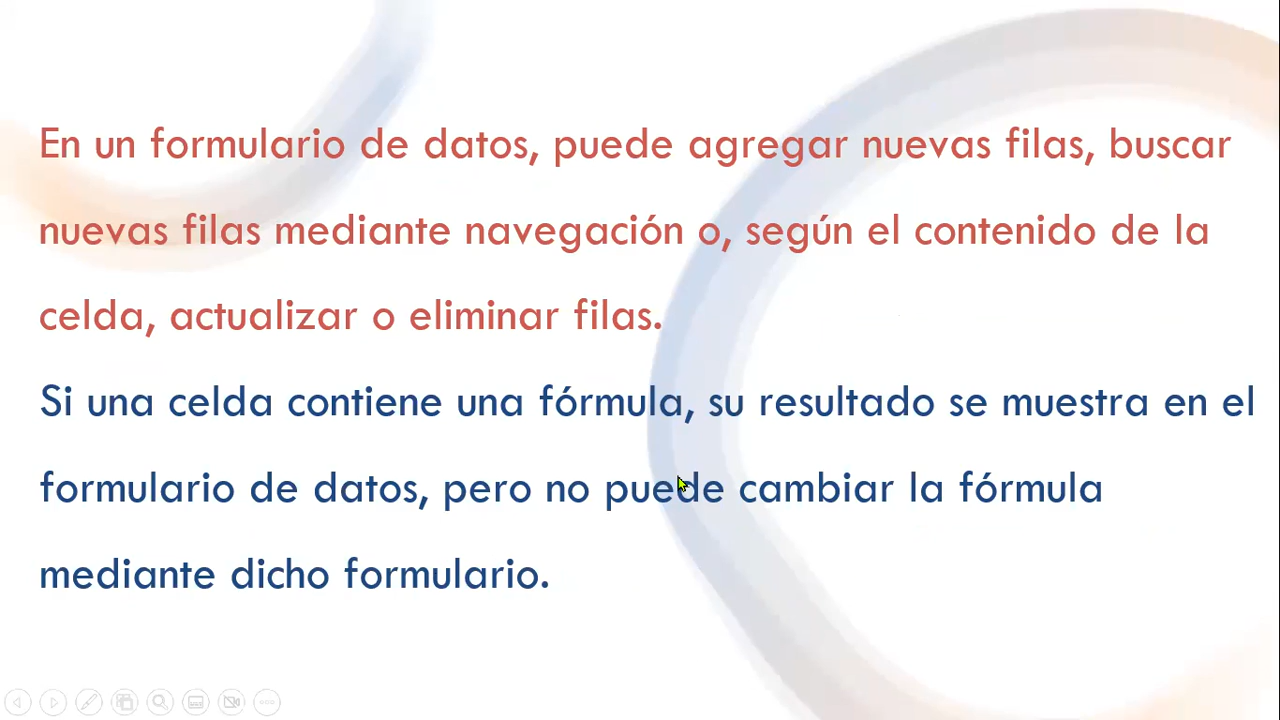 En un formulario de datos, puede agregar nuevas filas, buscar
nuevas filas mediante navegación o, según el contenido de la
celda, actualizar o eliminar filas.
Si una celda contiene una fórmula, su resultado se muestra en el
formulario de datos, pero no puede cambiar la fórmula
mediante dicho formulario.